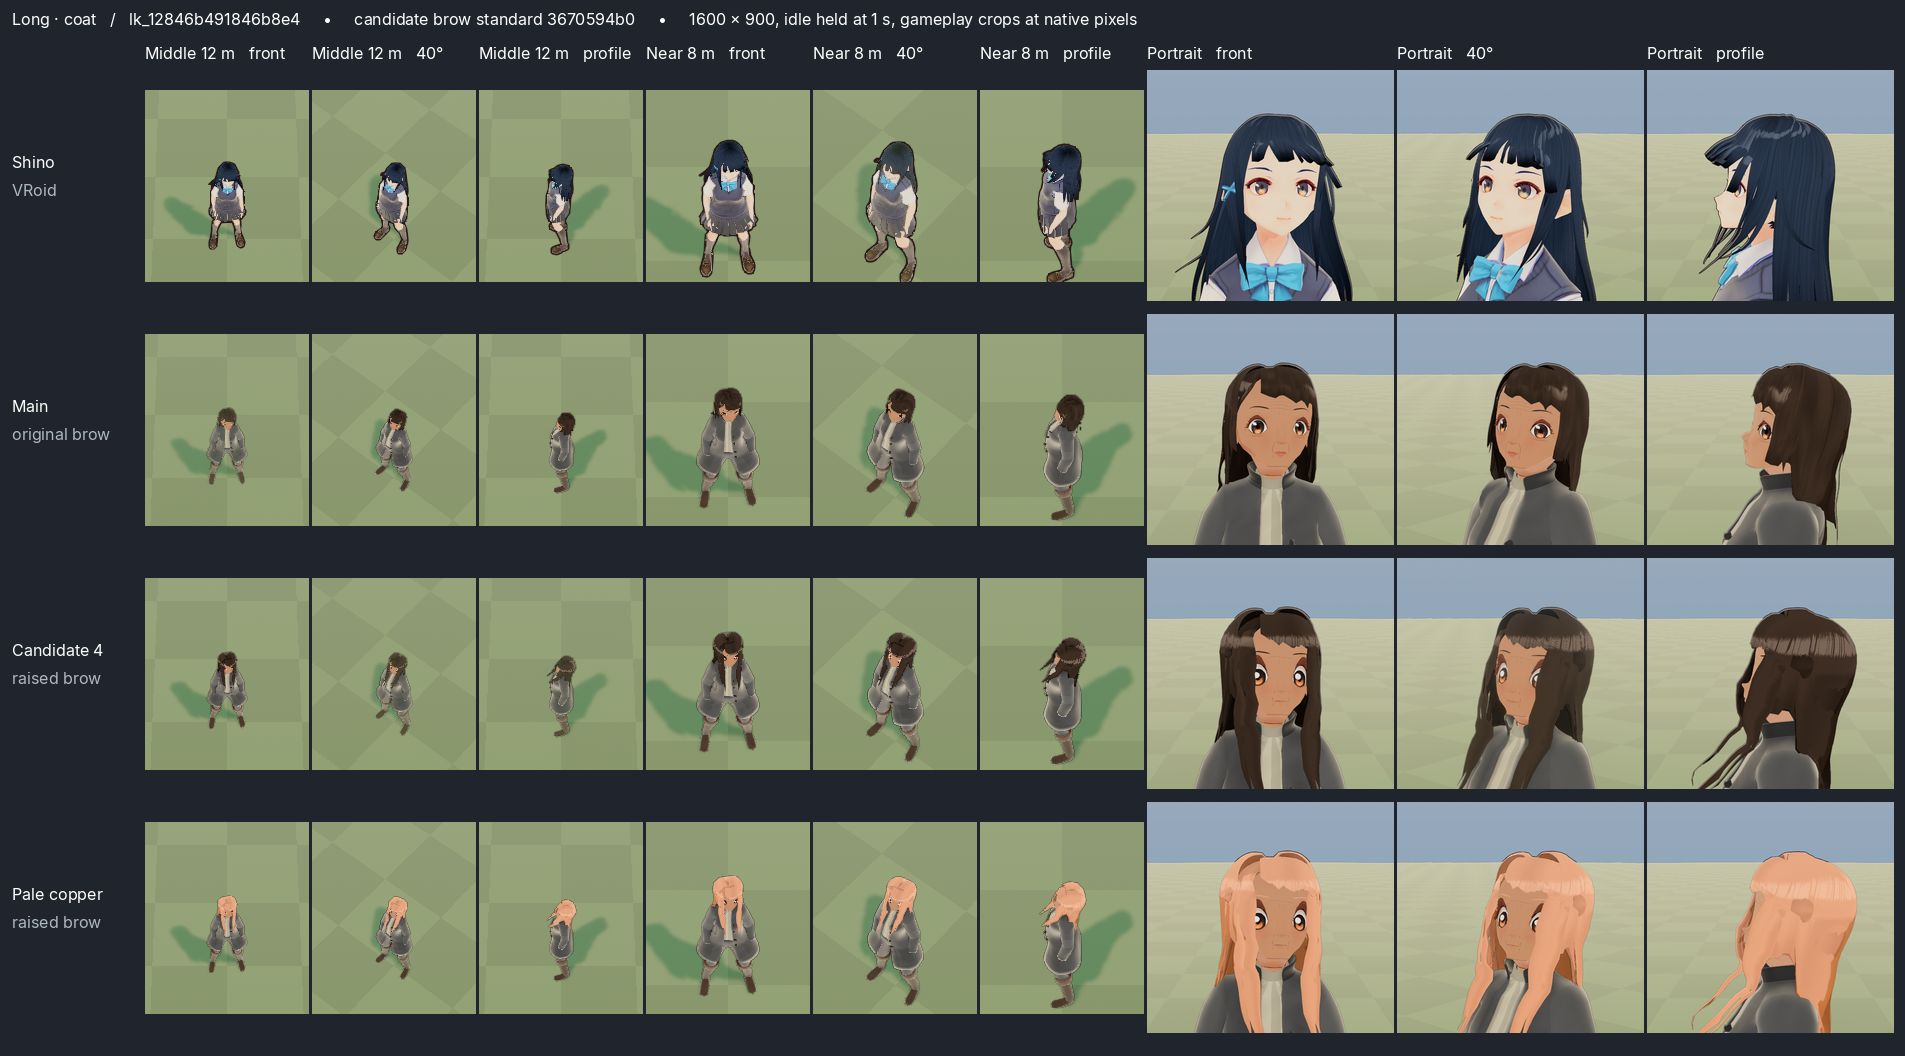 Long · coat / lk_12846b491846b8e4 • candidate brow standard 3670594b0 • 1600 × 900, idle held at 1 s, gameplay crops at native pixels
Middle 12 m front Middle 12 m 40° Middle 12 m profile Near 8 m front Near 8 m 40° Near 8 m profile Portrait front Portrait 40° Portrait profile
Shino
VRoid
Main
original brow
Candidate 4
raised brow
Pale copper
raised brow